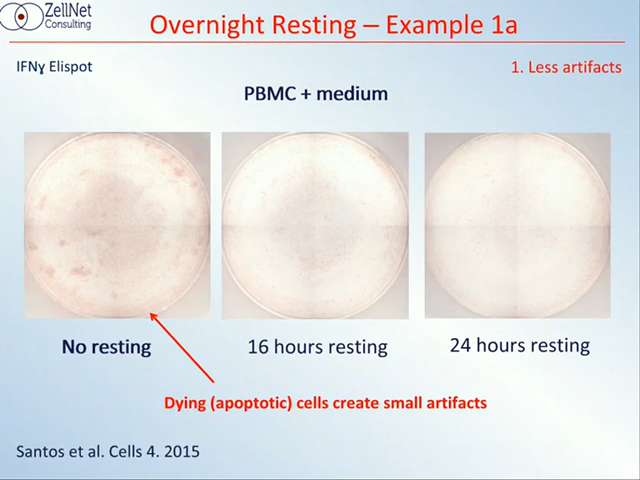 ZellNet
Consulting
Overnight Resting – Example 1a
IFNɣ Elispot
1. Less artifacts
PBMC + medium
No resting
16 hours resting
24 hours resting
Dying (apoptotic) cells create small artifacts
Santos et al. Cells 4. 2015